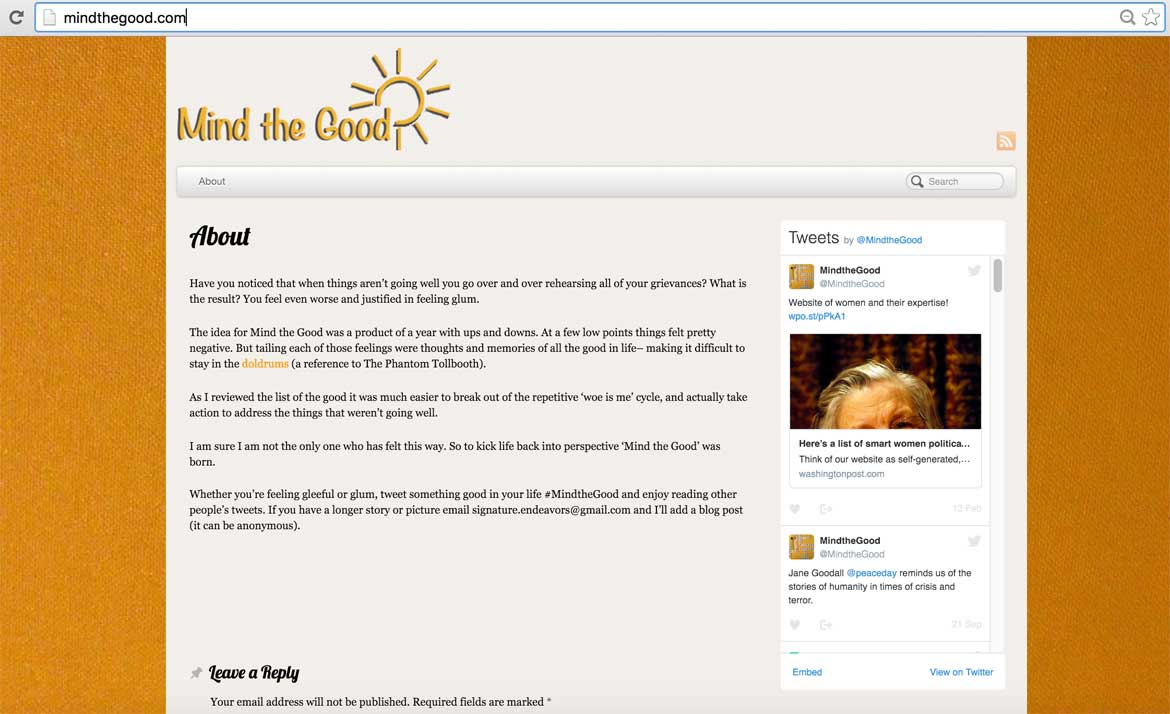 mindthegood.com
Mind the Good
About
Search
About
Have you noticed that when things aren't going well you go over and over rehearsing all of your grievances? What is
the result? You feel even worse and justified in feeling glum.
The idea for Mind the Good was a product of a year with ups and downs. At a few low points things felt pretty
negative. But tailing each of those feelings were thoughts and memories of all the good in life– making it difficult to
stay in the doldrums (a reference to The Phantom Tollbooth).
As I reviewed the list of the good it was much easier to break out of the repetitive 'woe is me' cycle, and actually take
action to address the things that weren't going well.
I am sure I am not the only one who has felt this way. So to kick life back into perspective 'Mind the Good' was
born.
Whether you're feeling gleeful or glum, tweet something good in your life #MindtheGood and enjoy reading other
people's tweets. If you have a longer story or picture email signature.endeavors@gmail.com and I'll add a blog post
(it can be anonymous).
Leave a Reply
Your email address will not be published. Required fields are marked *
Tweets by @MindtheGood
MindtheGood
@MindtheGood
Website of women and their expertise!
wpo.st/pPkA1
Here's a list of smart women politica...
Think of our website as self-generated,...
washingtonpost.com
12 Feb
MindtheGood
@MindtheGood
Jane Goodall @peaceday reminds us of the
stories of humanity in times of crisis and
terror.
21 Sep
Embed
View on Twitter